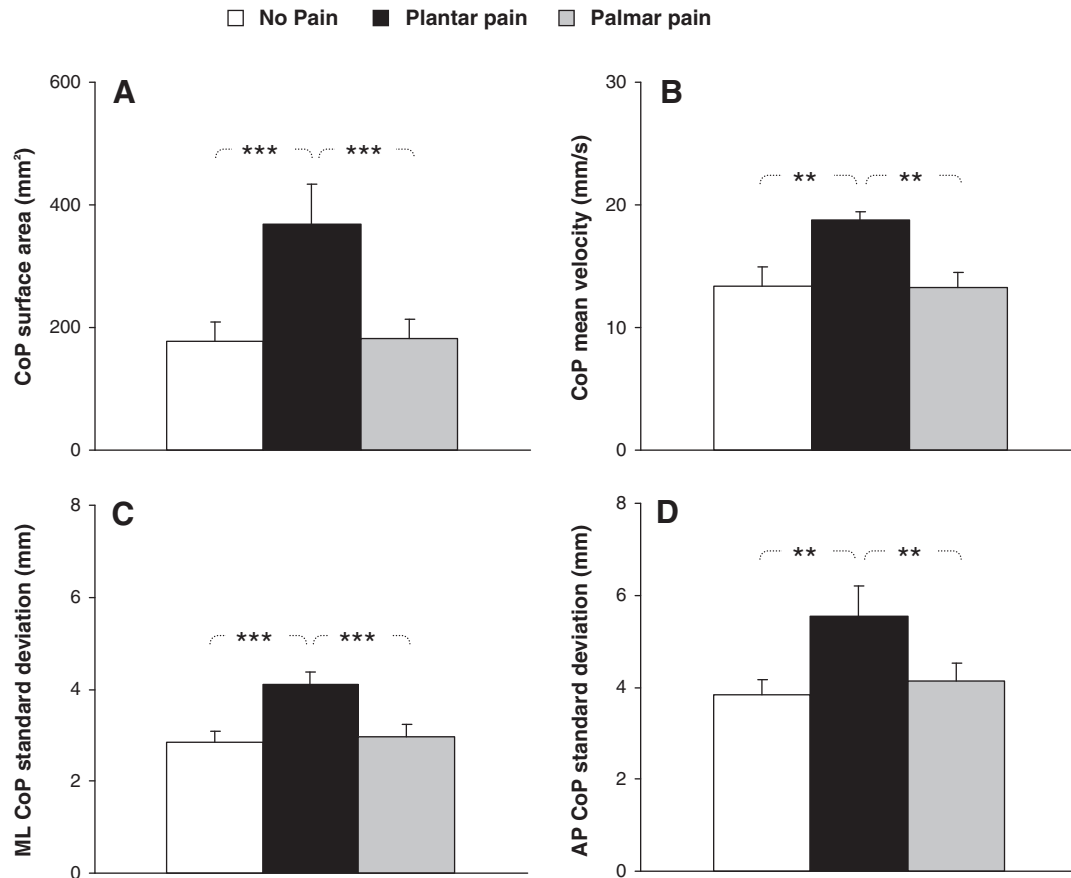 No Pain Plantar pain Palmar pain
A
CoP surface area (mm²)
600
400
200
0
*** ***
B
CoP mean velocity (mm/s)
30
20
10
0
** **
C
ML CoP standard deviation (mm)
8
6
4
2
0
*** ***
D
AP CoP standard deviation (mm)
8
6
4
2
0
** **